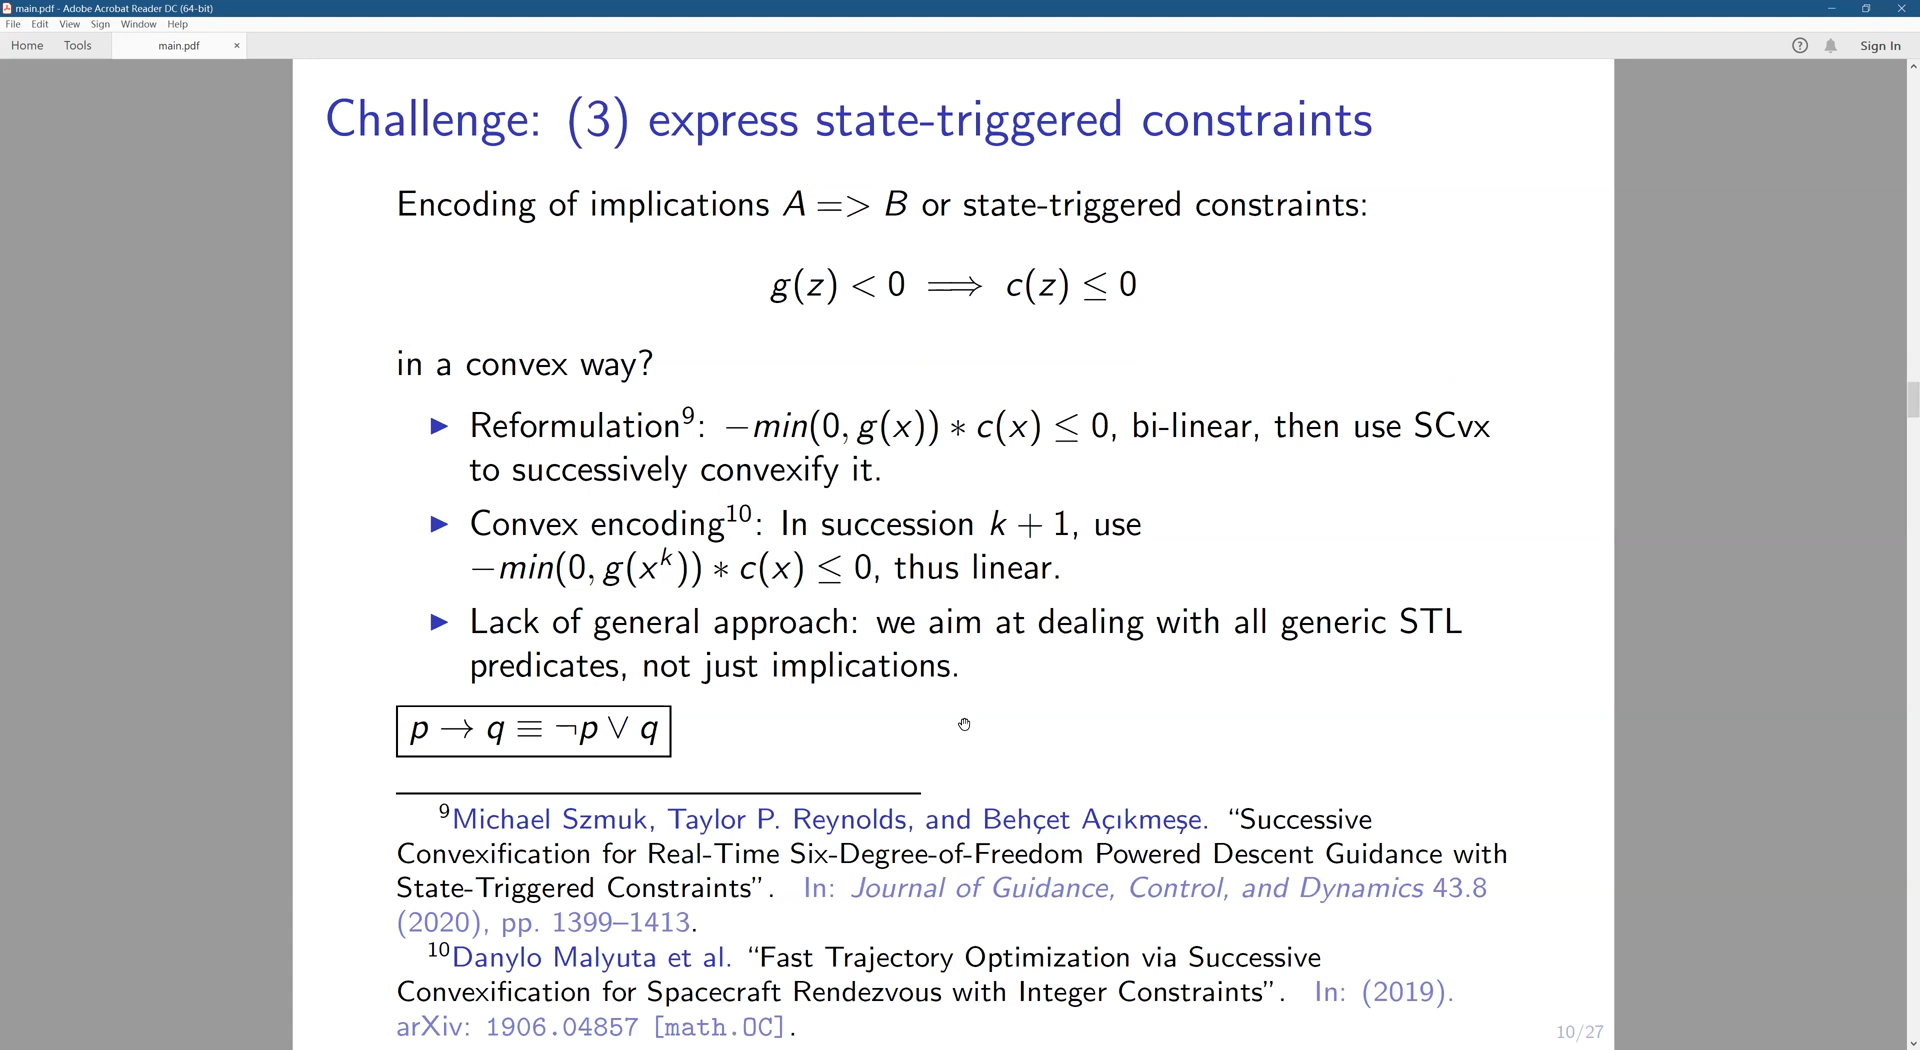 main.pdf - Adobe Acrobat Reader DC (64-bit)
File Edit View Sign Window Help
Home Tools main.pdf × ? Sign In
Challenge: (3) express state-triggered constraints
Encoding of implications A => B or state-triggered constraints:
g(z) < 0 ⟹ c(z) ≤ 0
in a convex way?
▶ Reformulation⁹: −min(0, g(x)) ∗ c(x) ≤ 0, bi-linear, then use SCvx
to successively convexify it.
▶ Convex encoding¹⁰: In succession k + 1, use
−min(0, g(xᵏ)) ∗ c(x) ≤ 0, thus linear.
▶ Lack of general approach: we aim at dealing with all generic STL
predicates, not just implications.
p → q ≡ ¬p ∨ q
⁹Michael Szmuk, Taylor P. Reynolds, and Behçet Açıkmeşe. “Successive
Convexification for Real-Time Six-Degree-of-Freedom Powered Descent Guidance with
State-Triggered Constraints”. In: Journal of Guidance, Control, and Dynamics 43.8
(2020), pp. 1399–1413.
¹⁰Danylo Malyuta et al. “Fast Trajectory Optimization via Successive
Convexification for Spacecraft Rendezvous with Integer Constraints”. In: (2019).
arXiv: 1906.04857 [math.OC].
10/27